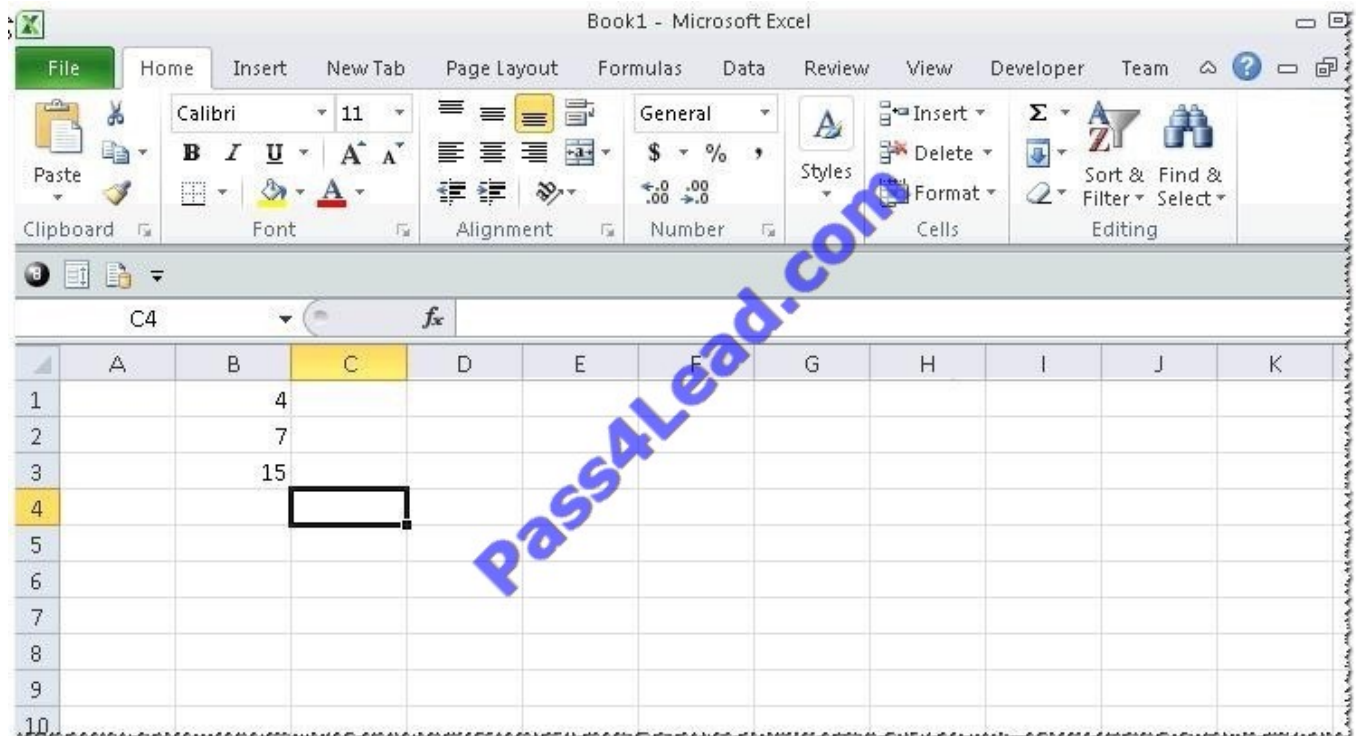 Book1 - Microsoft Excel
File Home Insert New Tab Page Layout Formulas Data Review View Developer Team
Calibri 11 General Insert
B I U A A $ % , Delete
Paste A .00 .0 Styles Format Sort & Filter Find & Select
Clipboard Font Alignment Number Cells Editing
C4 fx
A B C D E F G H I J K
1 4
2 7
3 15
4
5
6
7
8
9
10
Pass4Lead.com